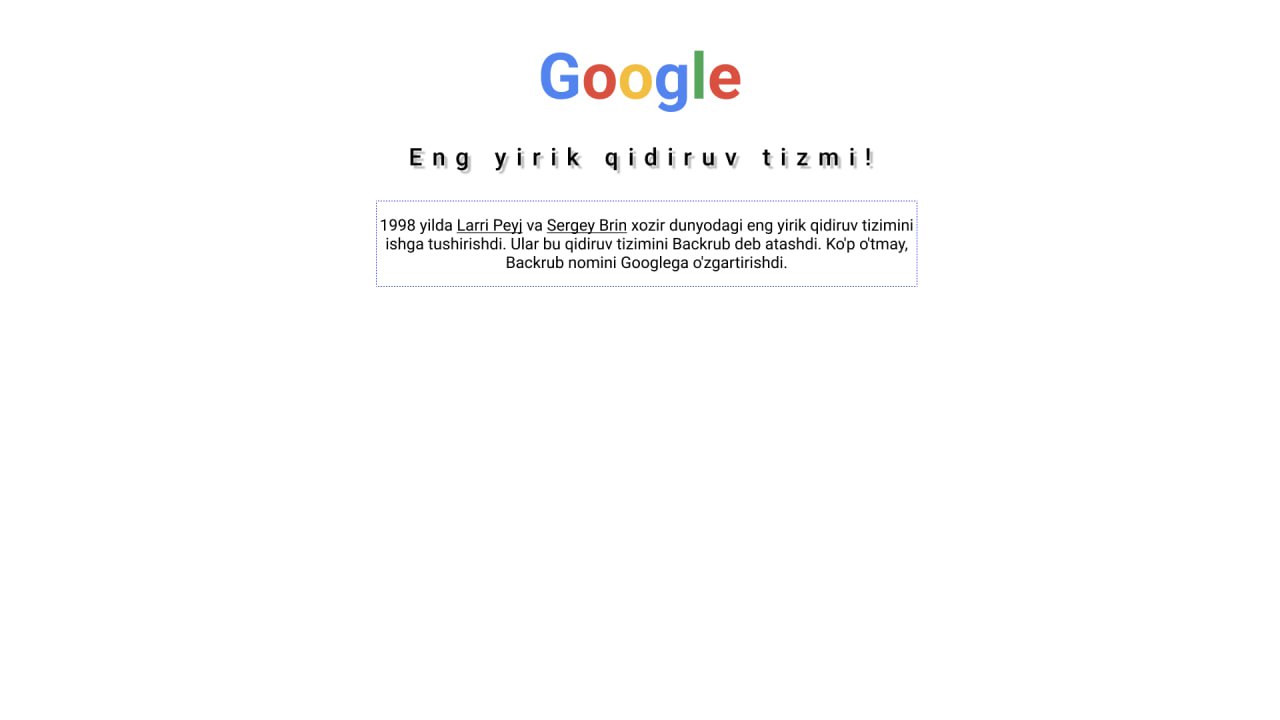 Google
Eng yirik qidiruv tizmi!
1998 yilda Larri Peyj va Sergey Brin xozir dunyodagi eng yirik qidiruv tizimini
ishga tushirishdi. Ular bu qidiruv tizimini Backrub deb atashdi. Ko'p o'tmay,
Backrub nomini Googlega o'zgartirishdi.